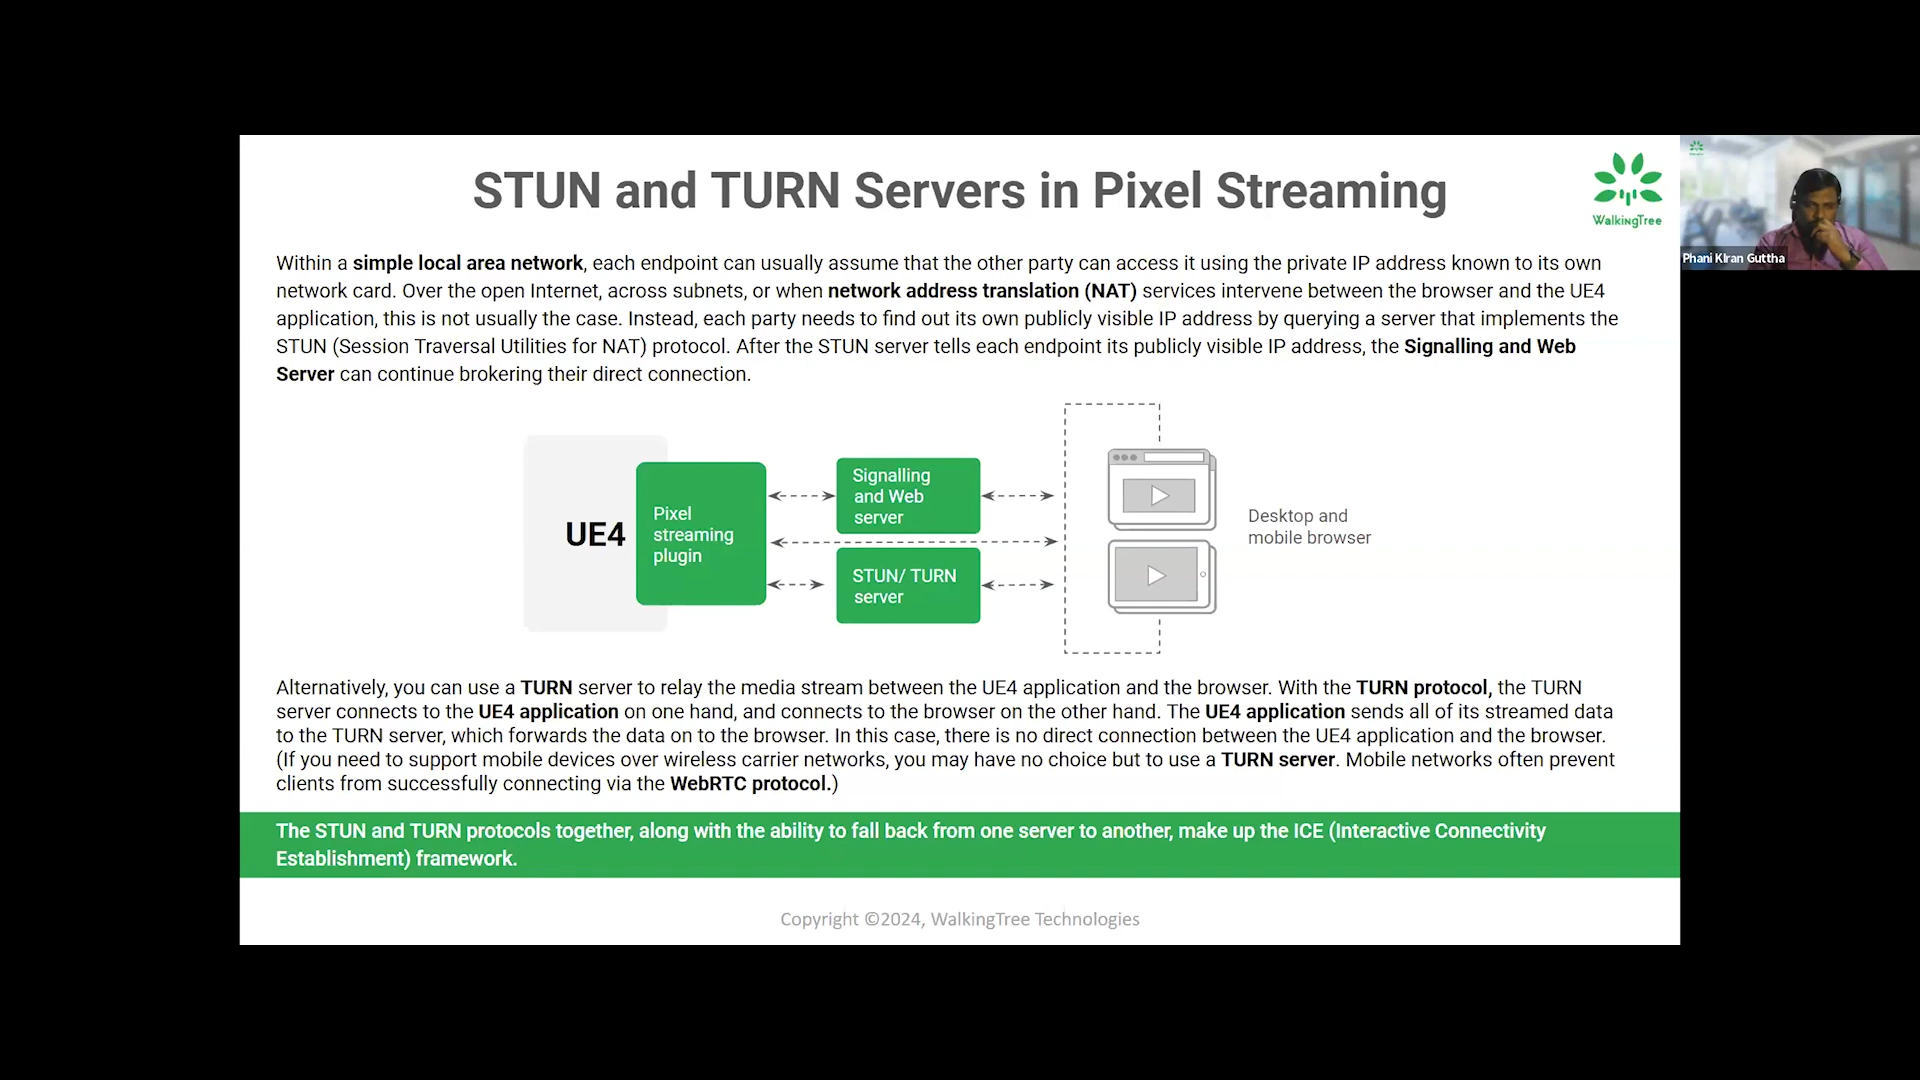 STUN and TURN Servers in Pixel Streaming
WalkingTree
Phani KIran Guttha
Within a simple local area network, each endpoint can usually assume that the other party can access it using the private IP address known to its own
network card. Over the open Internet, across subnets, or when network address translation (NAT) services intervene between the browser and the UE4
application, this is not usually the case. Instead, each party needs to find out its own publicly visible IP address by querying a server that implements the
STUN (Session Traversal Utilities for NAT) protocol. After the STUN server tells each endpoint its publicly visible IP address, the Signalling and Web
Server can continue brokering their direct connection.
UE4
Pixel
streaming
plugin
Signalling
and Web
server
STUN/ TURN
server
Desktop and
mobile browser
Alternatively, you can use a TURN server to relay the media stream between the UE4 application and the browser. With the TURN protocol, the TURN
server connects to the UE4 application on one hand, and connects to the browser on the other hand. The UE4 application sends all of its streamed data
to the TURN server, which forwards the data on to the browser. In this case, there is no direct connection between the UE4 application and the browser.
(If you need to support mobile devices over wireless carrier networks, you may have no choice but to use a TURN server. Mobile networks often prevent
clients from successfully connecting via the WebRTC protocol.)
The STUN and TURN protocols together, along with the ability to fall back from one server to another, make up the ICE (Interactive Connectivity
Establishment) framework.
Copyright ©2024, WalkingTree Technologies